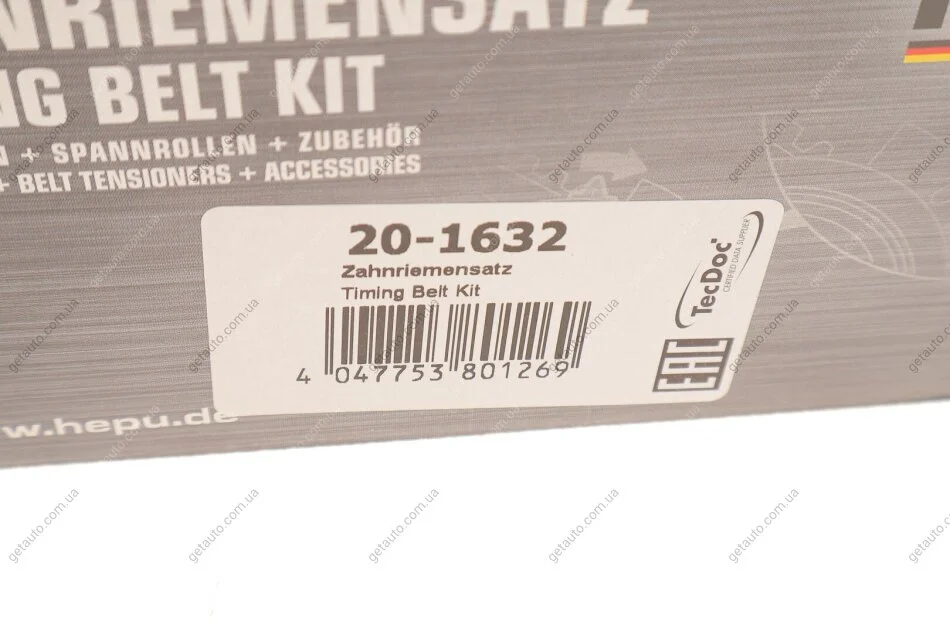 NRIEMENSATZ
NG BELT KIT
N + SPANNROLLEN + ZUBEHÖR
+ BELT TENSIONERS + ACCESSORIES
20-1632
Zahnriemensatz
Timing Belt Kit
4 047753 801269
TecDoc
CERTIFIED DATA SUPPLIER
EAC
w.hepu.de
getauto.com.ua